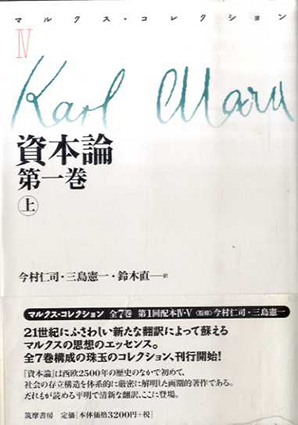 マルクス・コレクション
Ⅳ
Karl Marx
資本論
第一巻
上
今村仁司・三島憲一・鈴木直――訳
マルクス・コレクション 全7巻 第1回配本Ⅳ・Ⅴ 〈監修〉今村仁司・三島憲一
21世紀にふさわしい新たな翻訳によって蘇える
マルクスの思想のエッセンス。
全7巻構成の珠玉のコレクション、刊行開始!
『資本論』は西欧2500年の歴史のなかで初めて、
社会の存立構造を体系的に厳密に解明した画期的著作である。
だれもが読める平明で清新な翻訳、ここに登場。
筑摩書房 定価(本体価格3200円+税)